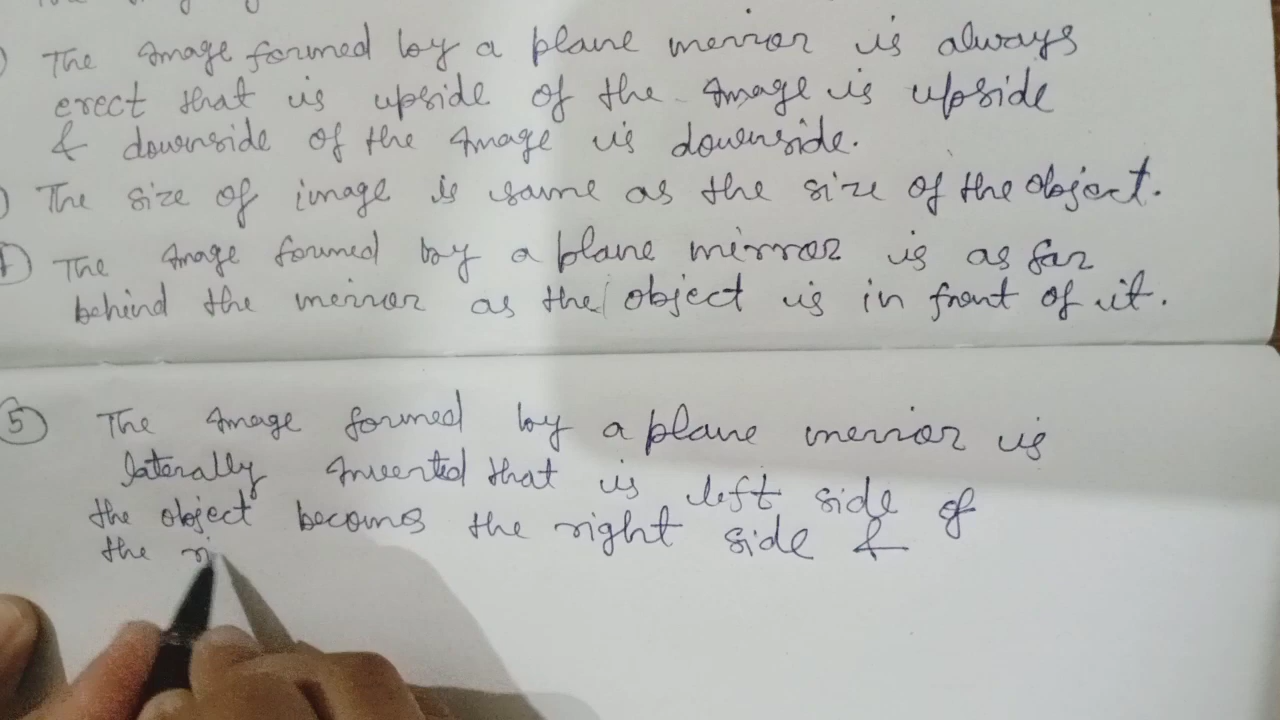 ) The Image formed by a plane mirror is always
erect that is upside of the Image is upside
& downside of the Image is downside.
) The size of image is same as the size of the object.
) The Image formed by a plane mirror is as far
behind the mirror as the object is in front of it.
5 The Image formed by a plane mirror is
laterally Inverted that is left side of
the object becomes the right side &
the ri